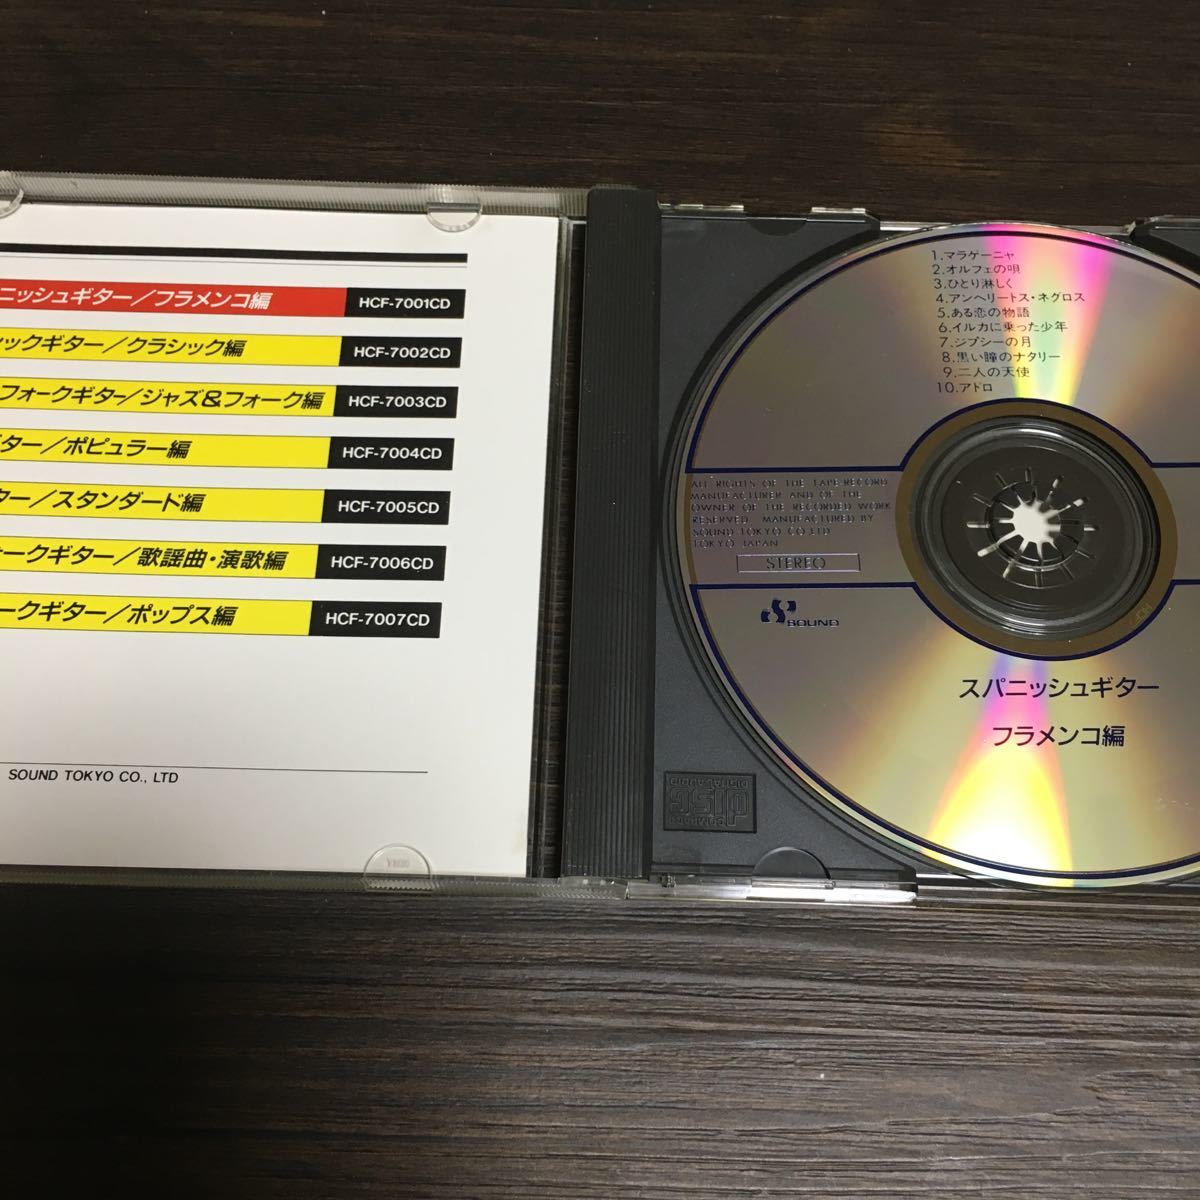 ニッシュギター/フラメンコ編 HCF-7001CD
ックギター/クラシック編 HCF-7002CD
フォークギター/ジャズ&フォーク編 HCF-7003CD
ター/ポピュラー編 HCF-7004CD
ター/スタンダード編 HCF-7005CD
ークギター/歌謡曲・演歌編 HCF-7006CD
ークギター/ポップス編 HCF-7007CD
SOUND TOKYO CO., LTD
1.マラゲーニャ
2.オルフェの唄
3.ひとり淋しく
4.アンヘリートス・ネグロス
5.ある恋の物語
6.イルカに乗った少年
7.ジプシーの月
8.黒い瞳のナタリー
9.二人の天使
10.アドロ
ALL RIGHTS OF THE TAPE-RECORD
MANUFACTURER AND OF THE
OWNER OF THE RECORDED WORK
RESERVED. MANUFACTURED BY
SOUND TOKYO CO LTD
TOKYO JAPAN
STEREO
SOUND
スパニッシュギター
フラメンコ編
COMPACT
disc
DIGITAL AUDIO